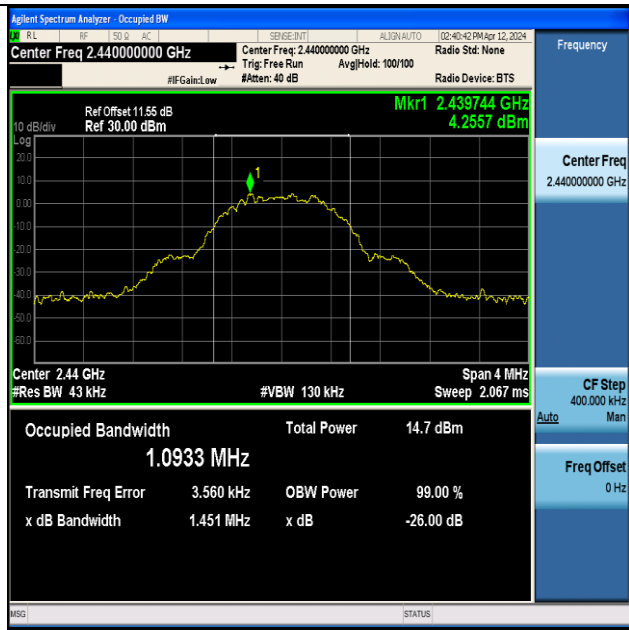 Agilent Spectrum Analyzer - Occupied BW
RL RF 50 Ω AC SENSE:INT ALIGN AUTO 02:40:42 PM Apr 12, 2024
Center Freq 2.440000000 GHz
Center Freq: 2.440000000 GHz
Radio Std: None
Trig: Free Run Avg|Hold: 100/100
#IFGain:Low
#Atten: 40 dB
Radio Device: BTS
Frequency
Ref Offset 11.55 dB
Mkr1 2.439744 GHz
10 dB/div Ref 30.00 dBm
4.2557 dBm
Log
20.0
10.0
0.00
-10.0
-20.0
-30.0
-40.0
-50.0
-60.0
1
Center 2.44 GHz
Span 4 MHz
#Res BW 43 kHz
#VBW 130 kHz
Sweep 2.067 ms
Occupied Bandwidth
Total Power 14.7 dBm
1.0933 MHz
Transmit Freq Error 3.560 kHz
OBW Power 99.00 %
x dB Bandwidth 1.451 MHz
x dB -26.00 dB
Center Freq
2.440000000 GHz
CF Step
400.000 kHz
Auto Man
Freq Offset
0 Hz
MSG
STATUS